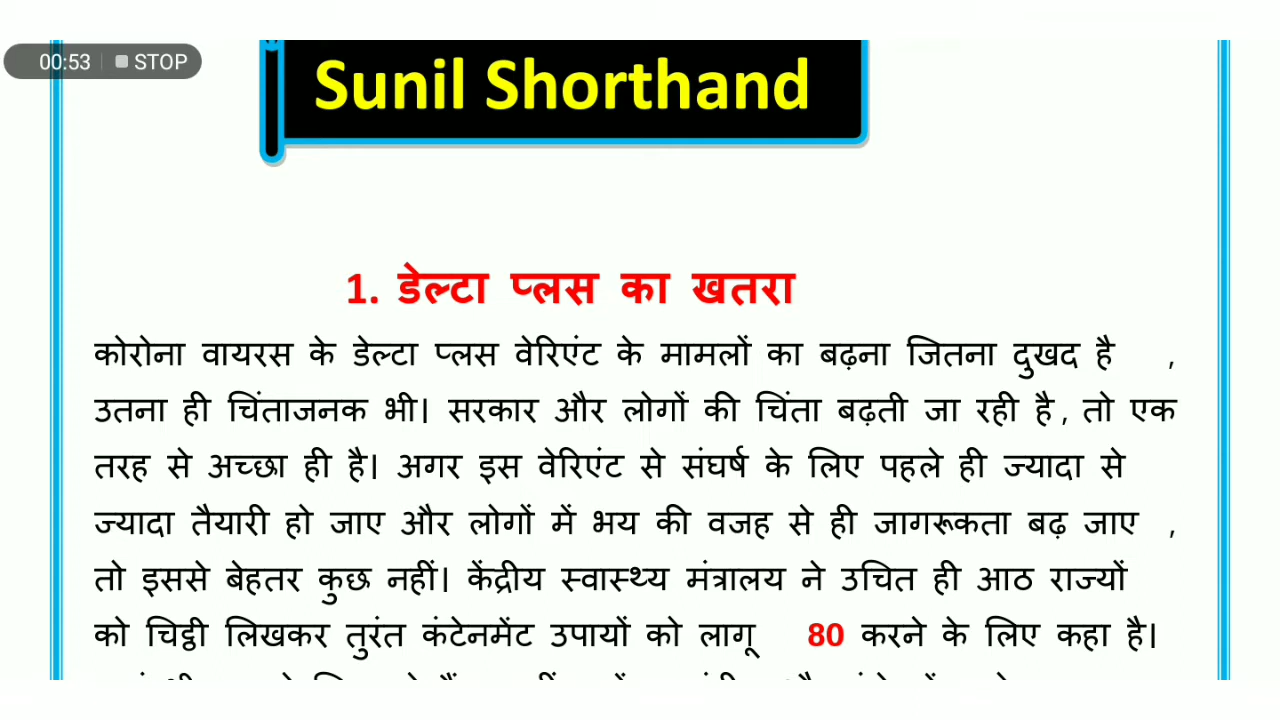 00:53 STOP
Sunil Shorthand
1. डेल्टा प्लस का खतरा
कोरोना वायरस के डेल्टा प्लस वेरिएंट के मामलों का बढ़ना जितना दुखद है ,
उतना ही चिंताजनक भी। सरकार और लोगों की चिंता बढ़ती जा रही है, तो एक
तरह से अच्छा ही है। अगर इस वेरिएंट से संघर्ष के लिए पहले ही ज्यादा से
ज्यादा तैयारी हो जाए और लोगों में भय की वजह से ही जागरूकता बढ़ जाए ,
तो इससे बेहतर कुछ नहीं। केंद्रीय स्वास्थ्य मंत्रालय ने उचित ही आठ राज्यों
को चिट्ठी लिखकर तुरंत कंटेनमेंट उपायों को लागू 80 करने के लिए कहा है।